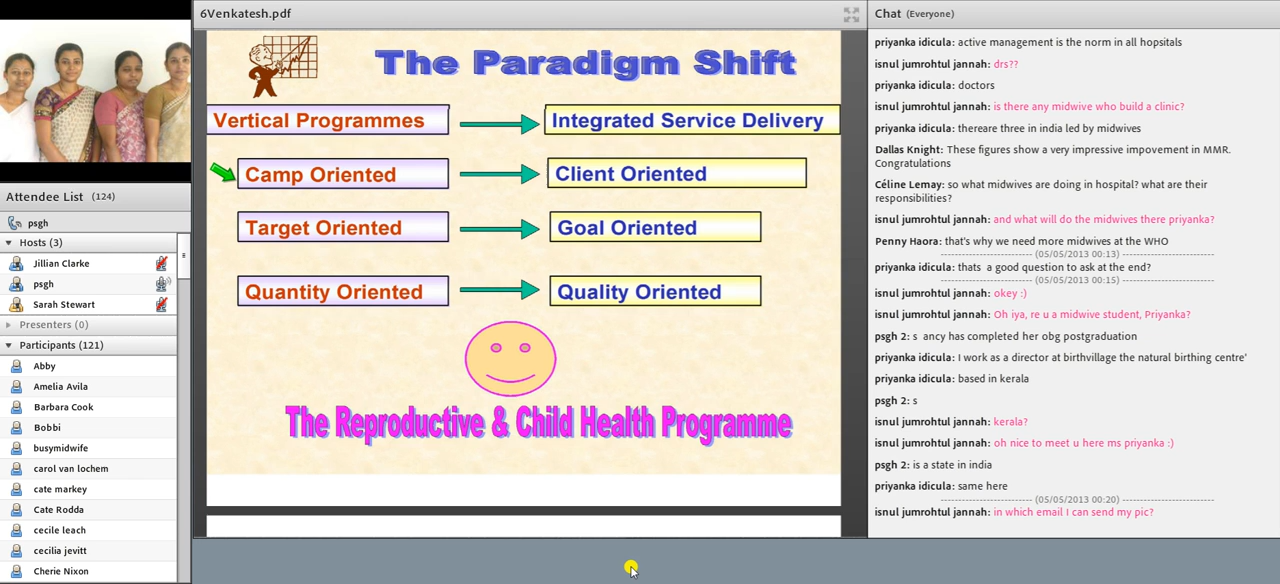 6Venkatesh.pdf
The Paradigm Shift
Vertical Programmes
Integrated Service Delivery
Camp Oriented
Client Oriented
Target Oriented
Goal Oriented
Quantity Oriented
Quality Oriented
The Reproductive & Child Health Programme
Attendee List (124)
psgh
Hosts (3)
Jillian Clarke
psgh
Sarah Stewart
Presenters (0)
Participants (121)
Abby
Amelia Avila
Barbara Cook
Bobbi
busymidwife
carol van lochem
cate markey
Cate Rodda
cecile leach
cecilia jevitt
Cherie Nixon
Chat (Everyone)
priyanka idicula: active management is the norm in all hopsitals
isnul jumrohtul jannah: drs??
priyanka idicula: doctors
isnul jumrohtul jannah: is there any midwive who build a clinic?
priyanka idicula: thereare three in india led by midwives
Dallas Knight: These figures show a very impressive impovement in MMR.
Congratulations
Céline Lemay: so what midwives are doing in hospital? what are their
responsibilities?
isnul jumrohtul jannah: and what will do the midwives there priyanka?
Penny Haora: that's why we need more midwives at the WHO
(05/05/2013 00:13)
priyanka idicula: thats  a good question to ask at the end?
(05/05/2013 00:15)
isnul jumrohtul jannah: okey :)
isnul jumrohtul jannah: Oh iya, re u a midwive student, Priyanka?
psgh 2: s  ancy has completed her obg postgraduation
priyanka idicula: I work as a director at birthvillage the natural birthing centre'
priyanka idicula: based in kerala
psgh 2: s
isnul jumrohtul jannah: kerala?
isnul jumrohtul jannah: oh nice to meet u here ms priyanka :)
psgh 2: is a state in india
priyanka idicula: same here
(05/05/2013 00:20)
isnul jumrohtul jannah: in which email I can send my pic?